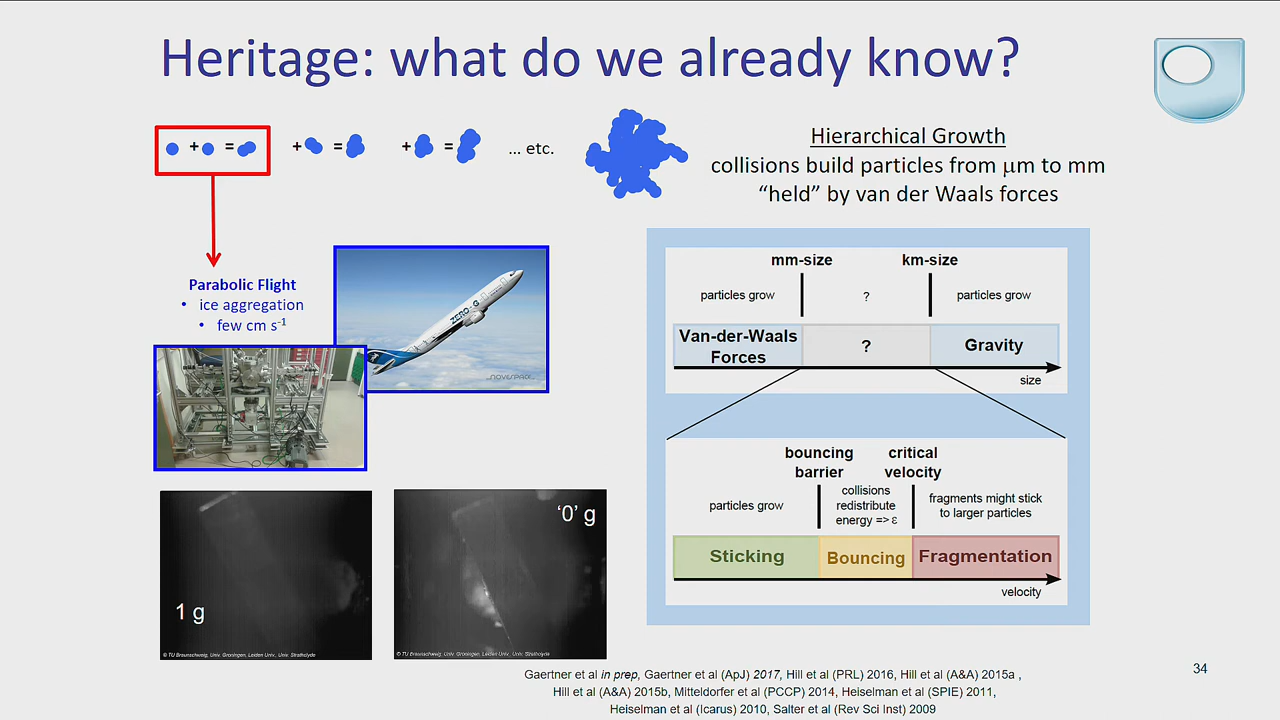 Heritage: what do we already know?
+ =
+ =
+ =
... etc.
Hierarchical Growth
collisions build particles from μm to mm
“held” by van der Waals forces
Parabolic Flight
• ice aggregation
• few cm s-1
ZERO-G
NOVESPACE
mm-size
km-size
particles grow
?
particles grow
Van-der-Waals
Forces
?
Gravity
size
bouncing
barrier
critical
velocity
particles grow
collisions
redistribute
energy => ε
fragments might stick
to larger particles
Sticking
Bouncing
Fragmentation
velocity
1 g
© TU Braunschweig, Univ. Groningen, Leiden Univ., Univ. Strathclyde
‘0’ g
© TU Braunschweig, Univ. Groningen, Leiden Univ., Univ. Strathclyde
Gaertner et al in prep, Gaertner et al (ApJ) 2017, Hill et al (PRL) 2016, Hill et al (A&A) 2015a ,
Hill et al (A&A) 2015b, Mitteldorfer et al (PCCP) 2014, Heiselman et al (SPIE) 2011,
Heiselman et al (Icarus) 2010, Salter et al (Rev Sci Inst) 2009
34